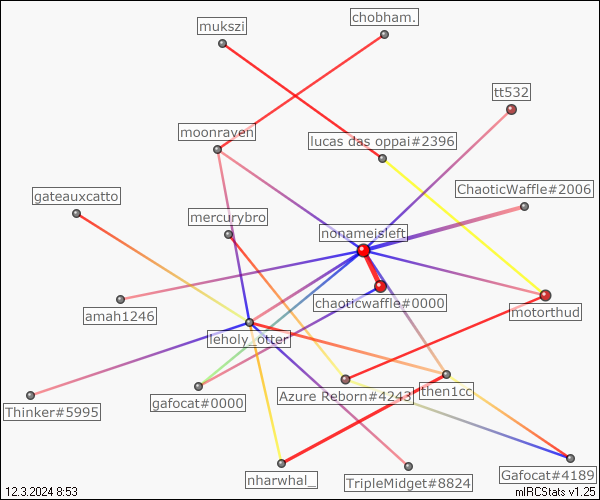 chobham.
mukszi
tt532
moonraven
lucas das oppai#2396
ChaoticWaffle#2006
gateauxcatto
mercurybro
nonameisleft
chaoticwaffle#0000
amah1246
motorthud
leholy_otter
Azure Reborn#4243
then1cc
gafocat#0000
Thinker#5995
nharwhal_
TripleMidget#8824
Gafocat#4189
12.3.2024 8:53
mIRCStats v1.25